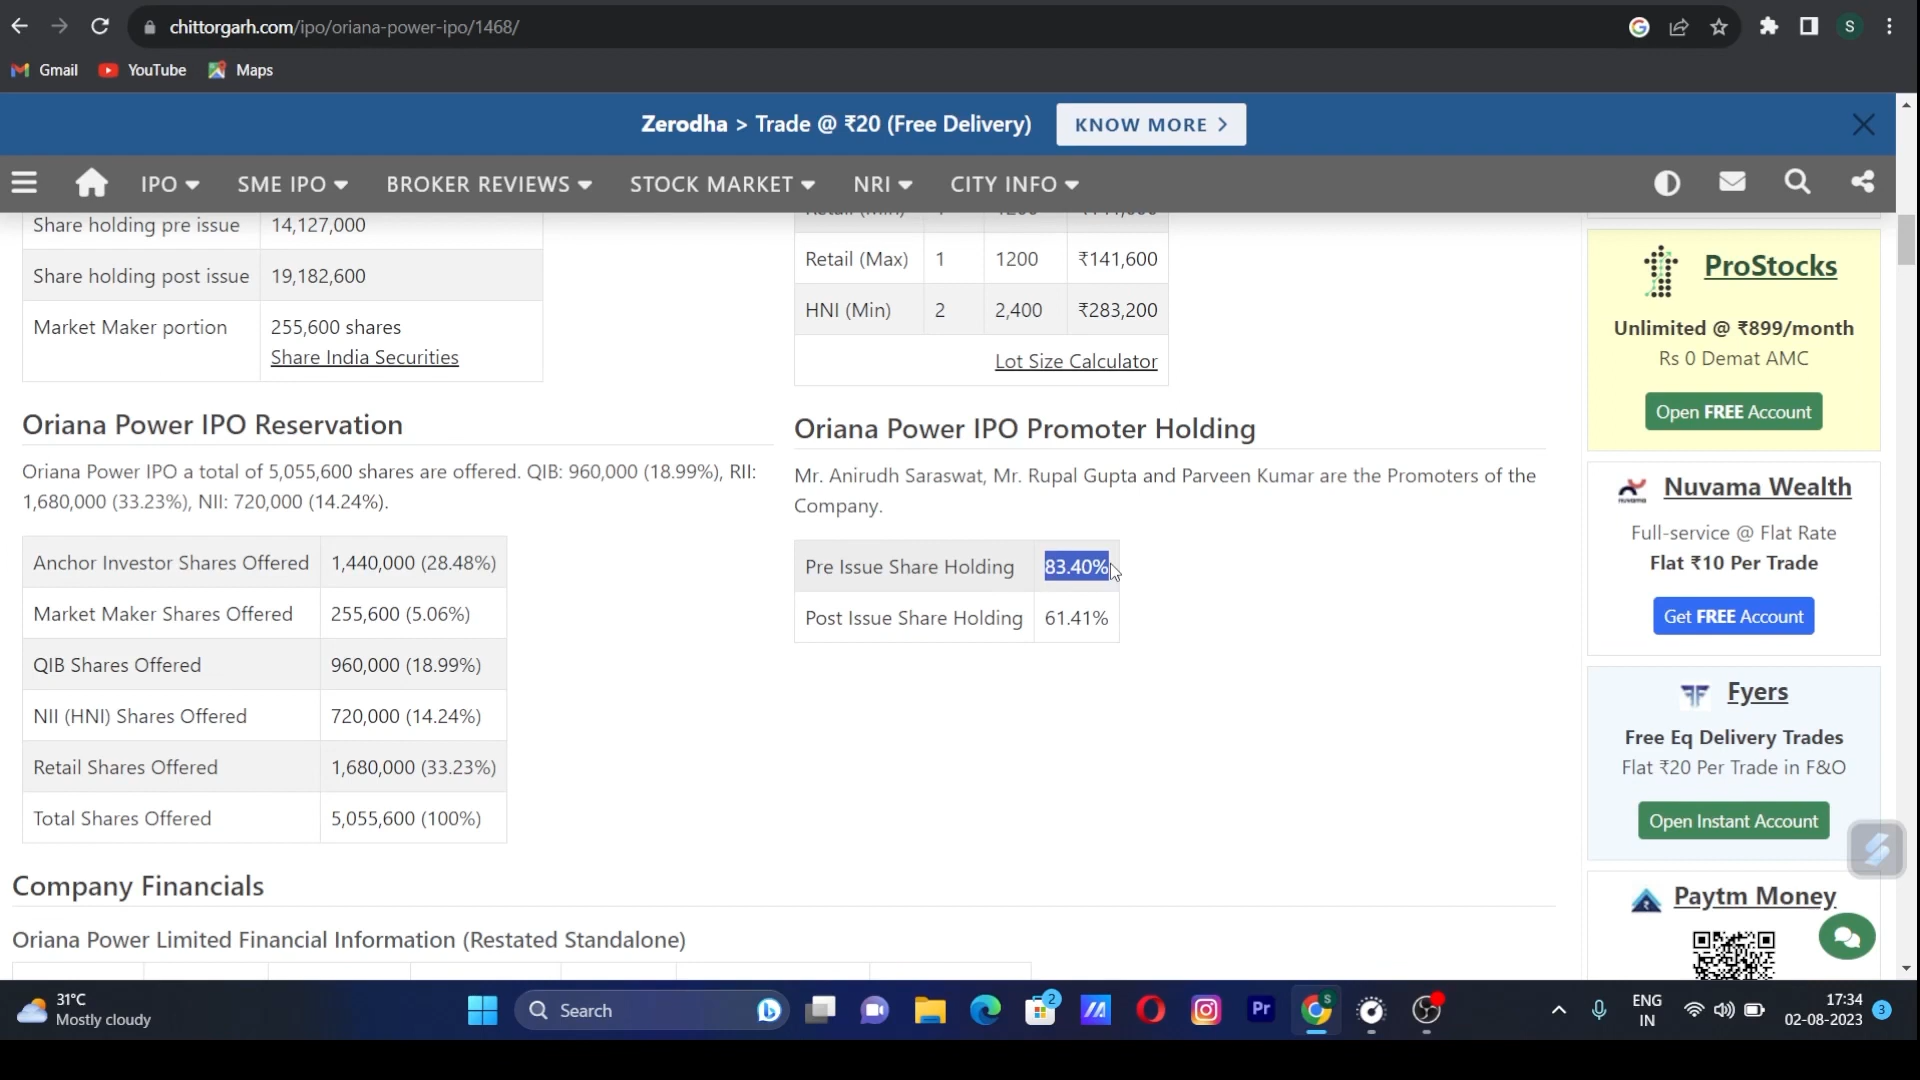 chittorgarh.com/ipo/oriana-power-ipo/1468/
S
Gmail
YouTube
Maps
Zerodha > Trade @ ₹20 (Free Delivery)
KNOW MORE
IPO
SME IPO
BROKER REVIEWS
STOCK MARKET
NRI
CITY INFO
Share holding pre issue 14,127,000
Share holding post issue 19,182,600
Market Maker portion 255,600 shares
Share India Securities
Retail (Max) 1 1200 ₹141,600
HNI (Min) 2 2,400 ₹283,200
Lot Size Calculator
Oriana Power IPO Reservation
Oriana Power IPO a total of 5,055,600 shares are offered. QIB: 960,000 (18.99%), RII:
1,680,000 (33.23%), NII: 720,000 (14.24%).
Anchor Investor Shares Offered 1,440,000 (28.48%)
Market Maker Shares Offered 255,600 (5.06%)
QIB Shares Offered 960,000 (18.99%)
NII (HNI) Shares Offered 720,000 (14.24%)
Retail Shares Offered 1,680,000 (33.23%)
Total Shares Offered 5,055,600 (100%)
Oriana Power IPO Promoter Holding
Mr. Anirudh Saraswat, Mr. Rupal Gupta and Parveen Kumar are the Promoters of the
Company.
Pre Issue Share Holding 83.40%
Post Issue Share Holding 61.41%
Company Financials
Oriana Power Limited Financial Information (Restated Standalone)
ProStocks
Unlimited @ ₹899/month
Rs 0 Demat AMC
Open FREE Account
Nuvama Wealth
Full-service @ Flat Rate
Flat ₹10 Per Trade
Get FREE Account
Fyers
Free Eq Delivery Trades
Flat ₹20 Per Trade in F&O
Open Instant Account
Paytm Money
31°C
Mostly cloudy
Search
2
Pr
S
ENG
IN
17:34
02-08-2023
3